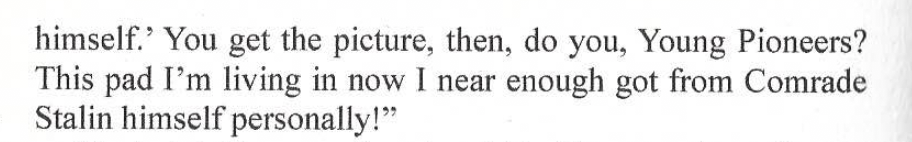 himself.’ You get the picture, then, do you, Young Pioneers?
This pad I’m living in now I near enough got from Comrade
Stalin himself personally!”